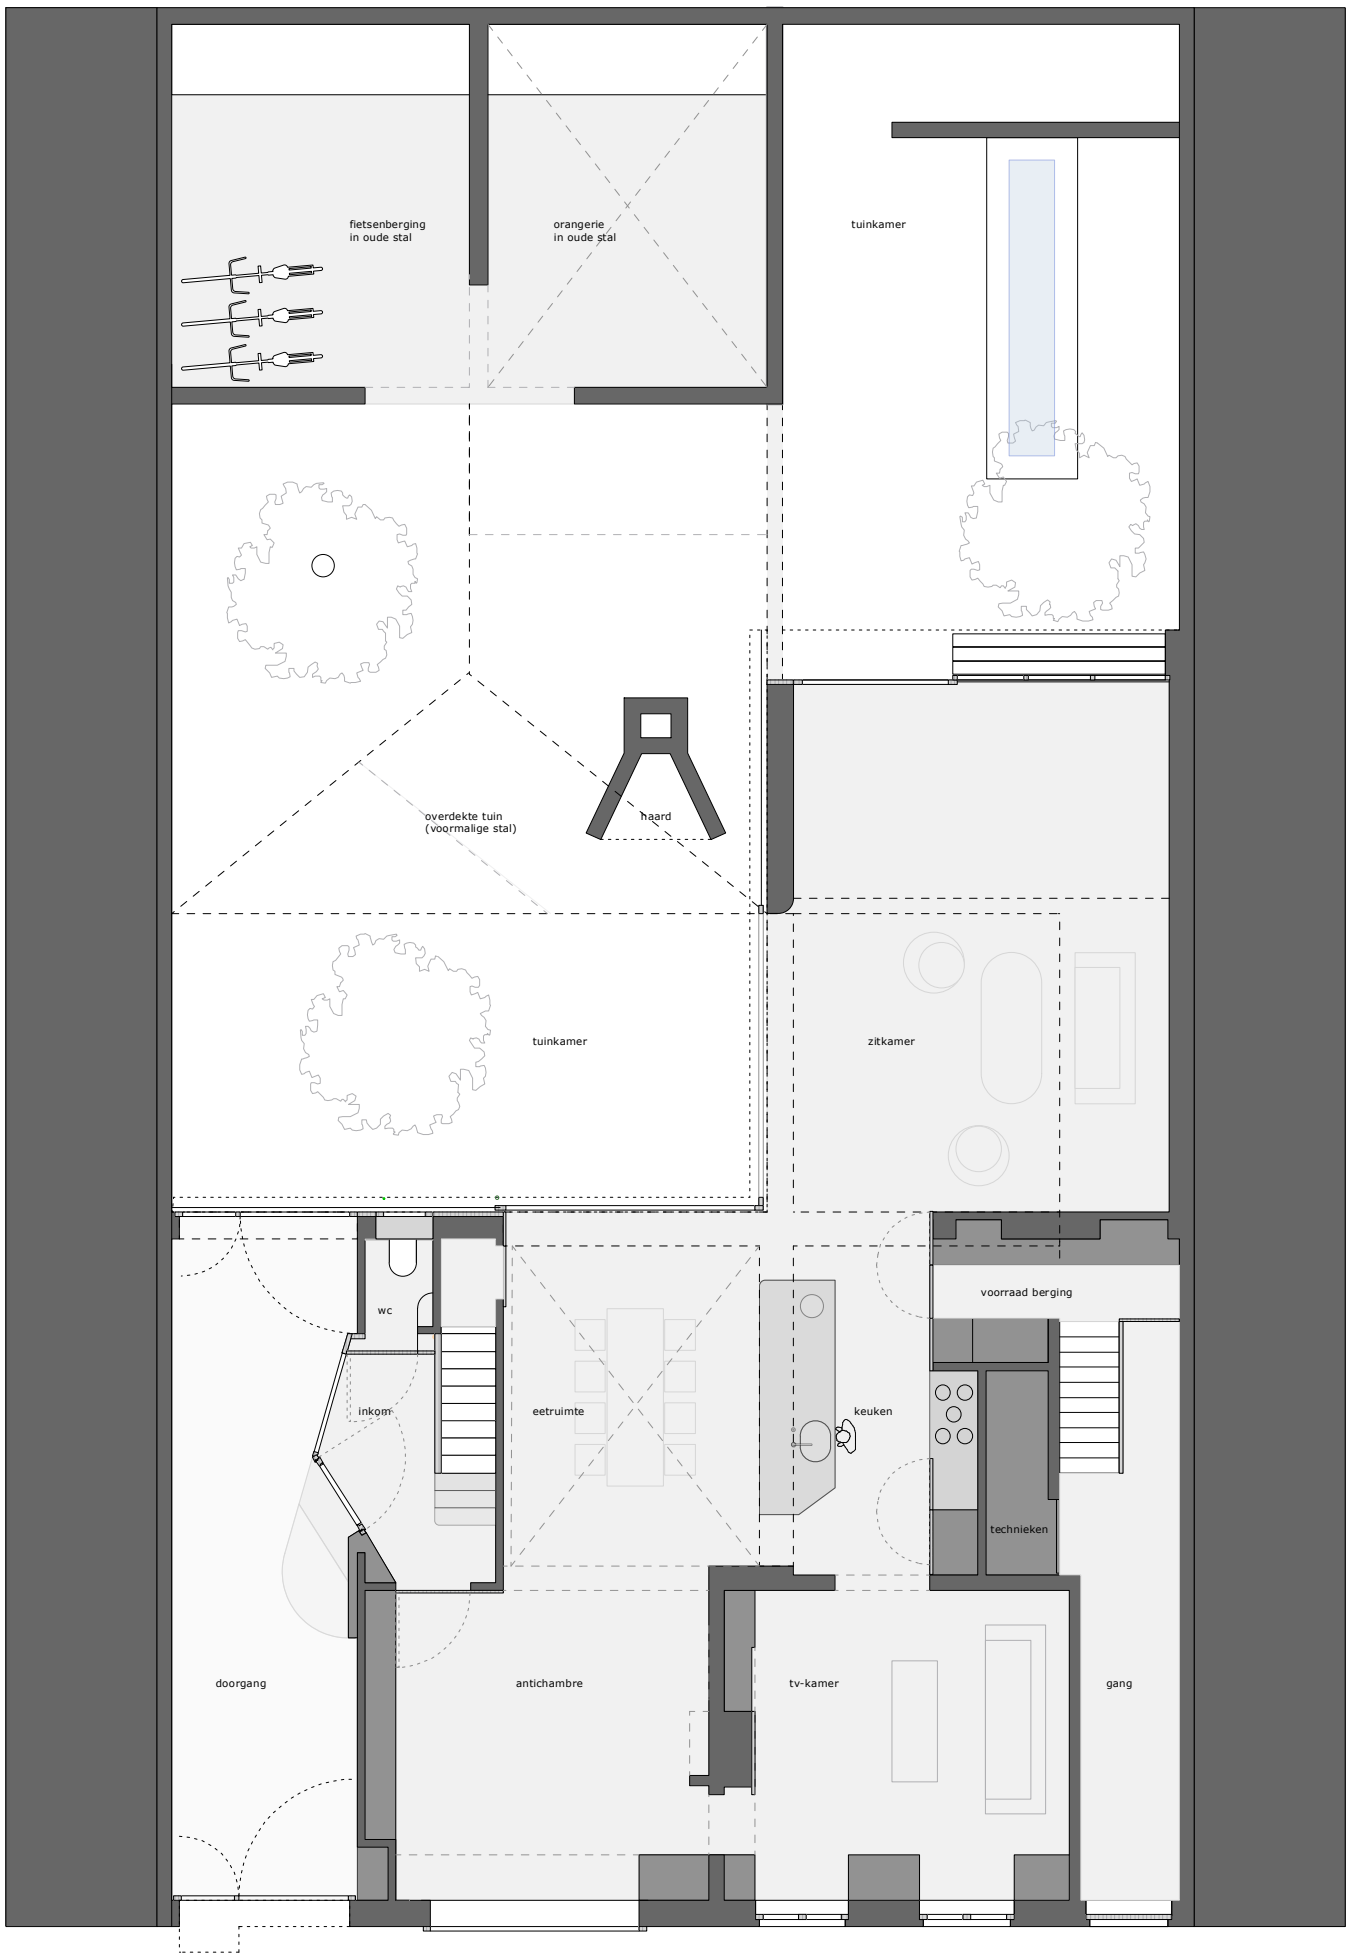 fietsenberging
in oude stal
orangerie
in oude stal
tuinkamer
overdekte tuin
(voormalige stal)
haard
tuinkamer
zitkamer
voorraad berging
wc
inkom
eetruimte
keuken
technieken
doorgang
antichambre
tv-kamer
gang